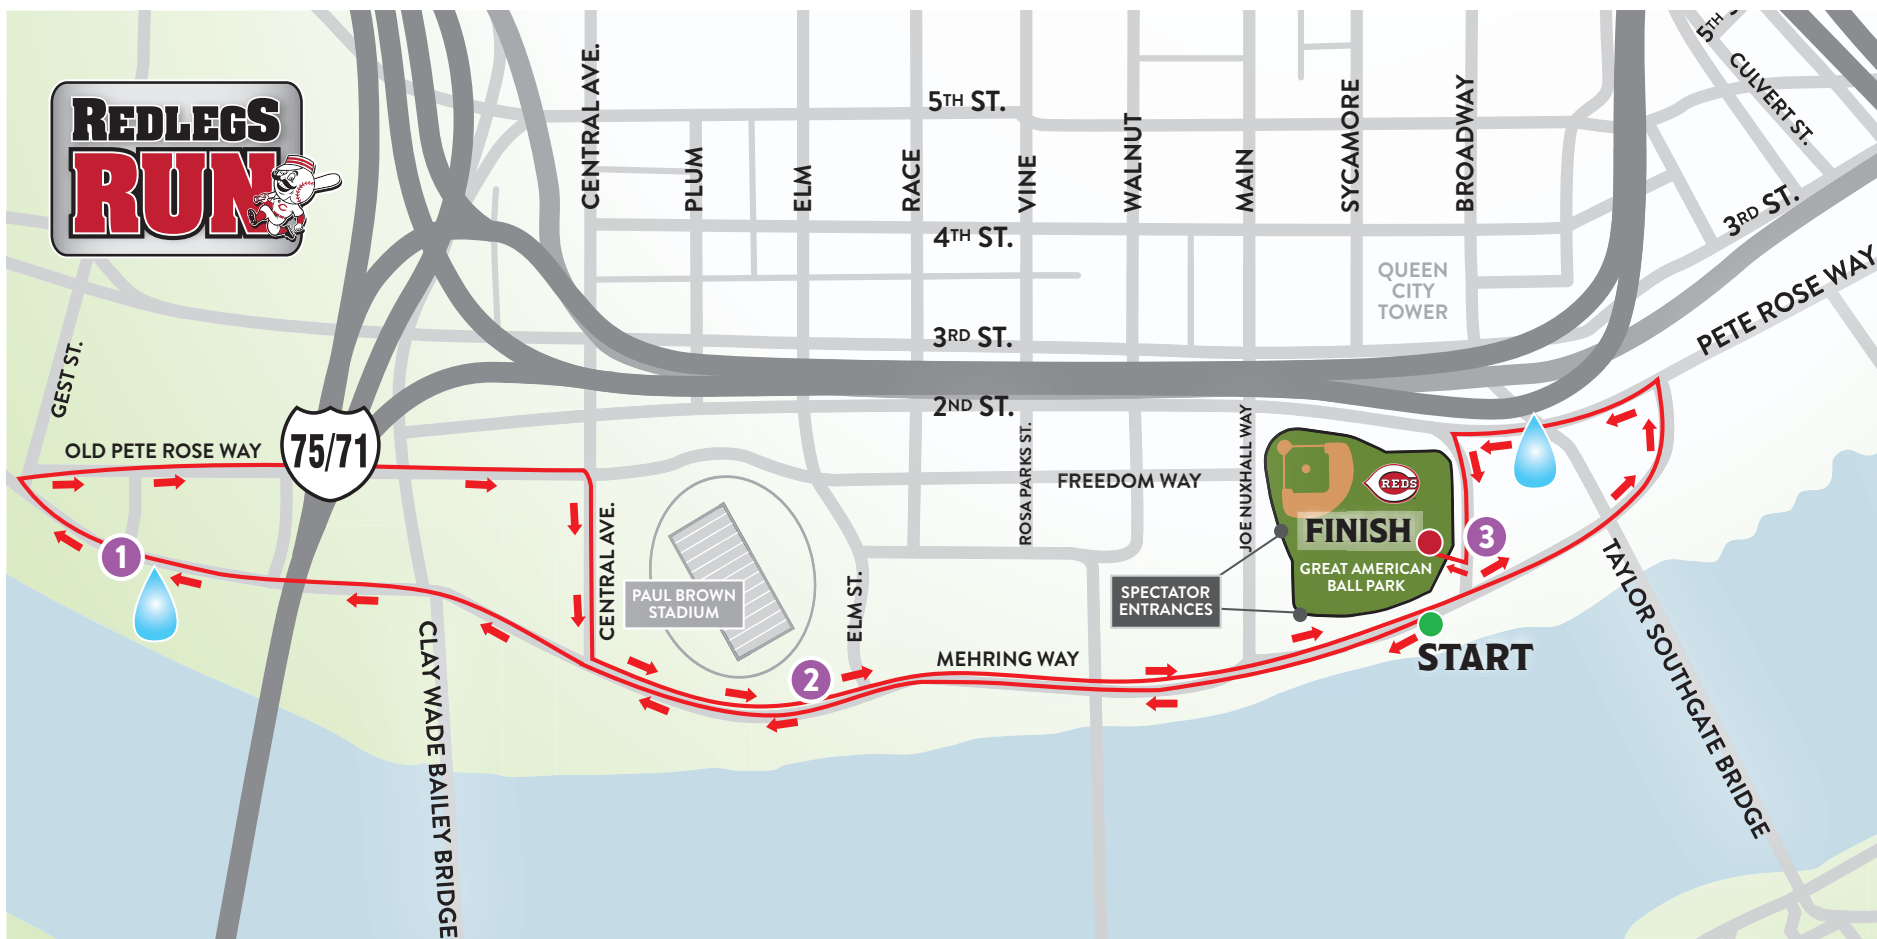 REDLEGS
RUN
C
75/71
GEST ST.
OLD PETE ROSE WAY
CENTRAL AVE.
PLUM
ELM
RACE
VINE
WALNUT
MAIN
SYCAMORE
BROADWAY
5TH ST.
4TH ST.
3RD ST.
2ND ST.
QUEEN
CITY
TOWER
CULVERT ST.
3RD ST.
PETE ROSE WAY
5TH
ROSA PARKS ST.
FREEDOM WAY
JOE NUXHALL WAY
REDS
FINISH
GREAT AMERICAN
BALL PARK
3
SPECTATOR
ENTRANCES
START
1
CENTRAL AVE.
PAUL BROWN
STADIUM
ELM ST.
2
MEHRING WAY
CLAY WADE BAILEY BRIDGE
TAYLOR SOUTHGATE BRIDGE